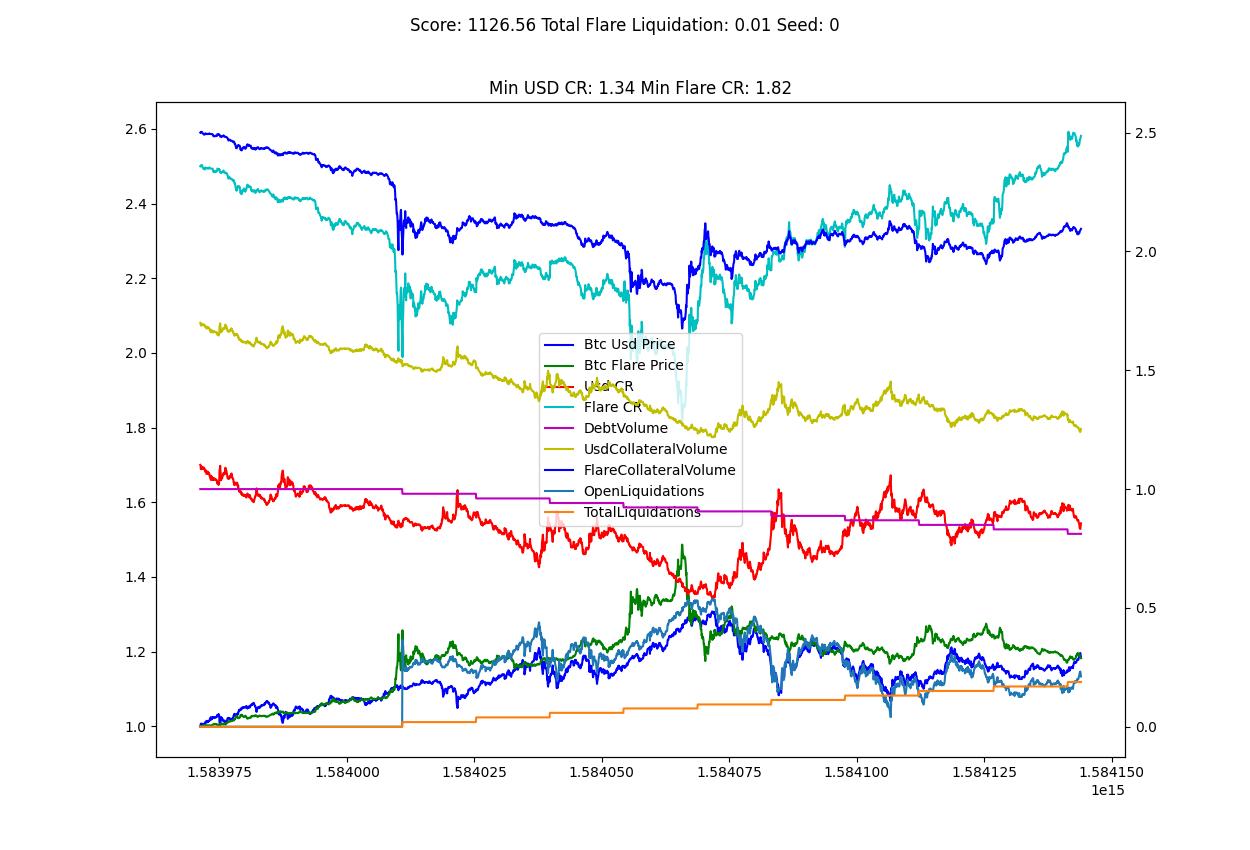 Score: 1126.56 Total Flare Liquidation: 0.01 Seed: 0
Min USD CR: 1.34 Min Flare CR: 1.82
2.6
2.4
2.2
2.0
1.8
1.6
1.4
1.2
1.0
2.5
2.0
1.5
1.0
0.5
0.0
Btc Usd Price
Btc Flare Price
Usd CR
Flare CR
DebtVolume
UsdCollateralVolume
FlareCollateralVolume
OpenLiquidations
TotalLiquidations
1.583975 1.584000 1.584025 1.584050 1.584075 1.584100 1.584125 1.584150
1e15